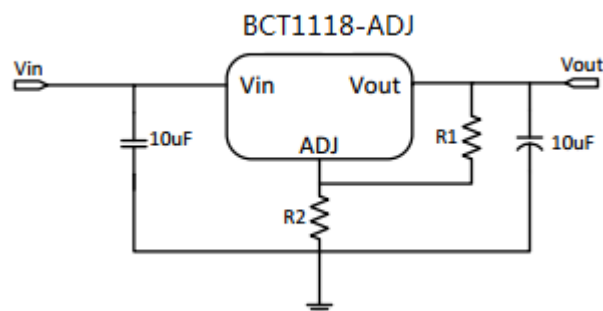 BCT1118-ADJ
Vin
Vout
Vin
Vout
10uF
R1
10uF
ADJ
R2